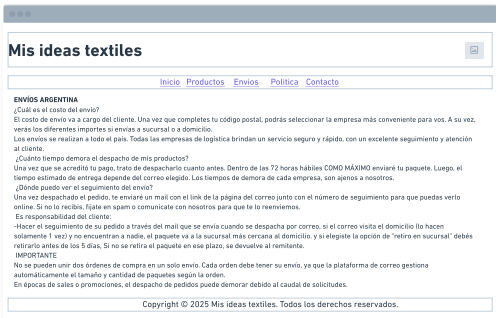 Mis ideas textiles
Inicio Productos Envios Politica Contacto
ENVÍOS ARGENTINA
¿Cuál es el costo del envío?
El costo de envío va a cargo del cliente. Una vez que completes tu código postal, podrás seleccionar la empresa más conveniente para vos. A su vez,
verás los diferentes importes si envías a sucursal o a domicilio.
Los envíos se realizan a todo el país. Todas las empresas de logística brindan un servicio seguro y rápido, con un excelente seguimiento y atención
al cliente.
¿Cuánto tiempo demora el despacho de mis productos?
Una vez que se acreditó tu pago, trato de despacharlo cuanto antes. Dentro de las 72 horas hábiles COMO MÁXIMO enviaré tu paquete. Luego, el
tiempo estimado de entrega depende del correo elegido. Los tiempos de demora de cada empresa, son ajenos a nosotros.
¿Dónde puedo ver el seguimiento del envío?
Una vez despachado el pedido, te enviaré un mail con el link de la página del correo junto con el número de seguimiento para que puedas verlo
online. Si no lo recibís, fijate en spam o comunicate con nosotros para que te lo reenviemos.
Es responsabilidad del cliente:
-Hacer el seguimiento de su pedido a través del mail que se envía cuando se despacha por correo, si el correo visita el domicilio (lo hacen
solamente 1 vez) y no encuentran a nadie, el paquete va a la sucursal más cercana al domicilio. y si elegiste la opción de "retiro en sucursal" debés
retirarlo antes de los 5 días, Si no se retira el paquete en ese plazo, se devuelve al remitente.
IMPORTANTE
No se pueden unir dos órdenes de compra en un solo envío. Cada orden debe tener su envío, ya que la plataforma de correo gestiona
automáticamente el tamaño y cantidad de paquetes según la orden.
En épocas de sales o promociones, el despacho de pedidos puede demorar debido al caudal de solicitudes.
Copyright © 2025 Mis ideas textiles. Todos los derechos reservados.